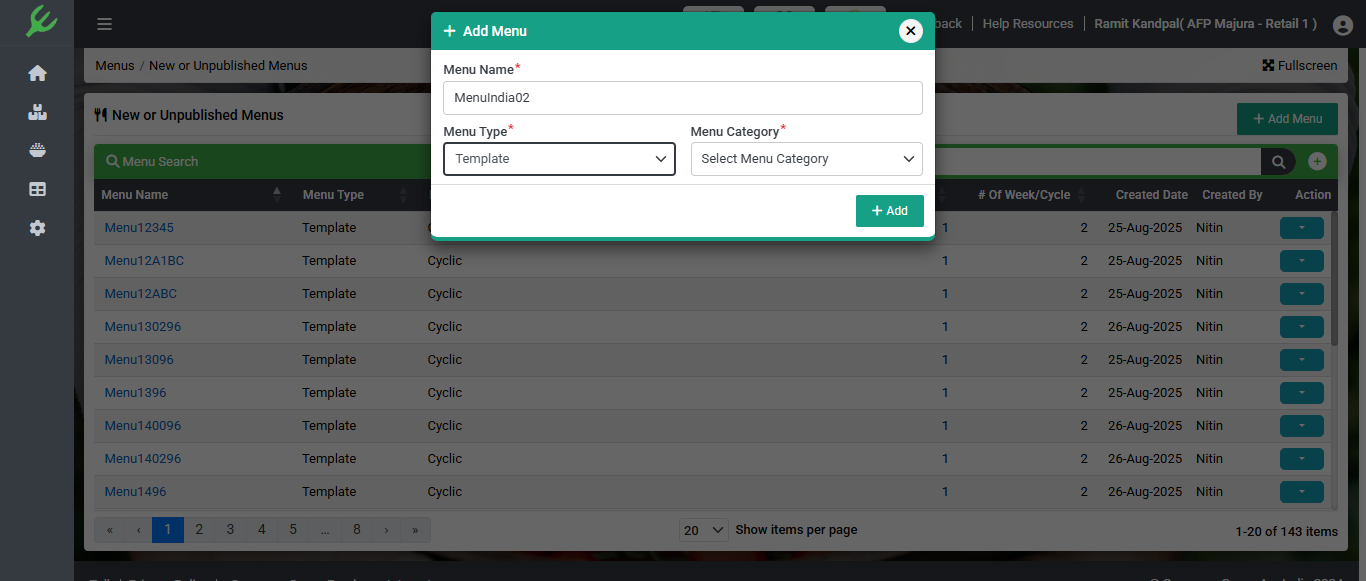 + Add Menu
back | Help Resources | Ramit Kandpal( AFP Majura - Retail 1 )
Menus / New or Unpublished Menus
Fullscreen
Menu Name*
MenuIndia02
New or Unpublished Menus
+ Add Menu
Menu Type* Menu Category*
Template Select Menu Category
Menu Search
Menu Name Menu Type # Of Week/Cycle Created Date Created By Action
+ Add
Menu12345 Template 1 2 25-Aug-2025 Nitin
Menu12A1BC Template Cyclic 1 2 25-Aug-2025 Nitin
Menu12ABC Template Cyclic 1 2 25-Aug-2025 Nitin
Menu130296 Template Cyclic 1 2 26-Aug-2025 Nitin
Menu13096 Template Cyclic 1 2 25-Aug-2025 Nitin
Menu1396 Template Cyclic 1 2 25-Aug-2025 Nitin
Menu140096 Template Cyclic 1 2 26-Aug-2025 Nitin
Menu140296 Template Cyclic 1 2 26-Aug-2025 Nitin
Menu1496 Template Cyclic 1 2 26-Aug-2025 Nitin
« ‹ 1 2 3 4 5 ... 8 › »
20 Show items per page
1-20 of 143 items